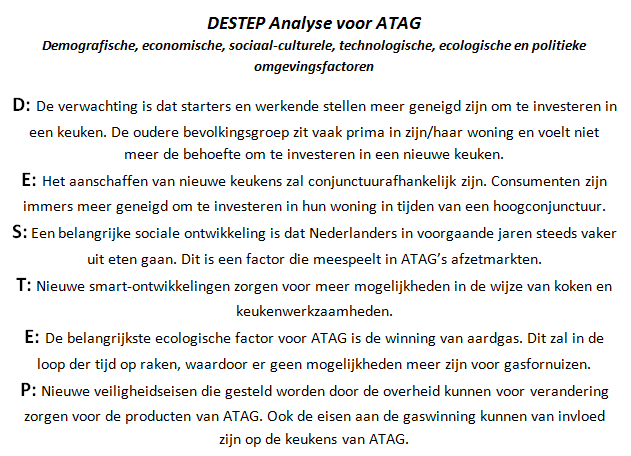 DESTEP Analyse voor ATAG
Demografische, economische, sociaal-culturele, technologische, ecologische en politieke
omgevingsfactoren
D: De verwachting is dat starters en werkende stellen meer geneigd zijn om te investeren in
een keuken. De oudere bevolkingsgroep zit vaak prima in zijn/haar woning en voelt niet
meer de behoefte om te investeren in een nieuwe keuken.
E: Het aanschaffen van nieuwe keukens zal conjunctuurafhankelijk zijn. Consumenten zijn
immers meer geneigd om te investeren in hun woning in tijden van een hoogconjunctuur.
S: Een belangrijke sociale ontwikkeling is dat Nederlanders in voorgaande jaren steeds vaker
uit eten gaan. Dit is een factor die meespeelt in ATAG's afzetmarkten.
T: Nieuwe smart-ontwikkelingen zorgen voor meer mogelijkheden in de wijze van koken en
keukenwerkzaamheden.
E: De belangrijkste ecologische factor voor ATAG is de winning van aardgas. Dit zal in de
loop der tijd op raken, waardoor er geen mogelijkheden meer zijn voor gasfornuizen.
P: Nieuwe veiligheidseisen die gesteld worden door de overheid kunnen voor verandering
zorgen voor de producten van ATAG. Ook de eisen aan de gaswinning kunnen van invloed
zijn op de keukens van ATAG.